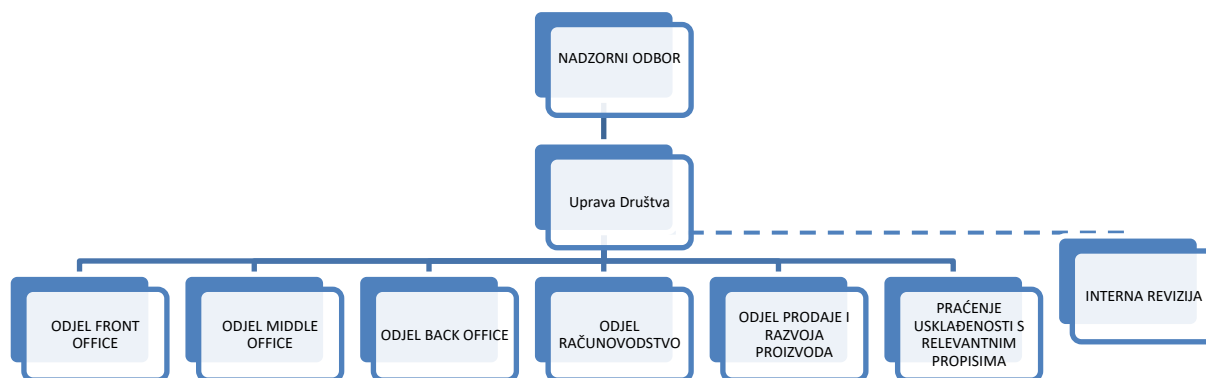 NADZORNI ODBOR
Uprava Društva
ODJEL FRONT
OFFICE
ODJEL MIDDLE
OFFICE
ODJEL BACK OFFICE
ODJEL
RAČUNOVODSTVO
ODJEL PRODAJE I
RAZVOJA
PROIZVODA
PRAĆENJE
USKLAĐENOSTI S
RELEVANTNIM
PROPISIMA
INTERNA REVIZIJA